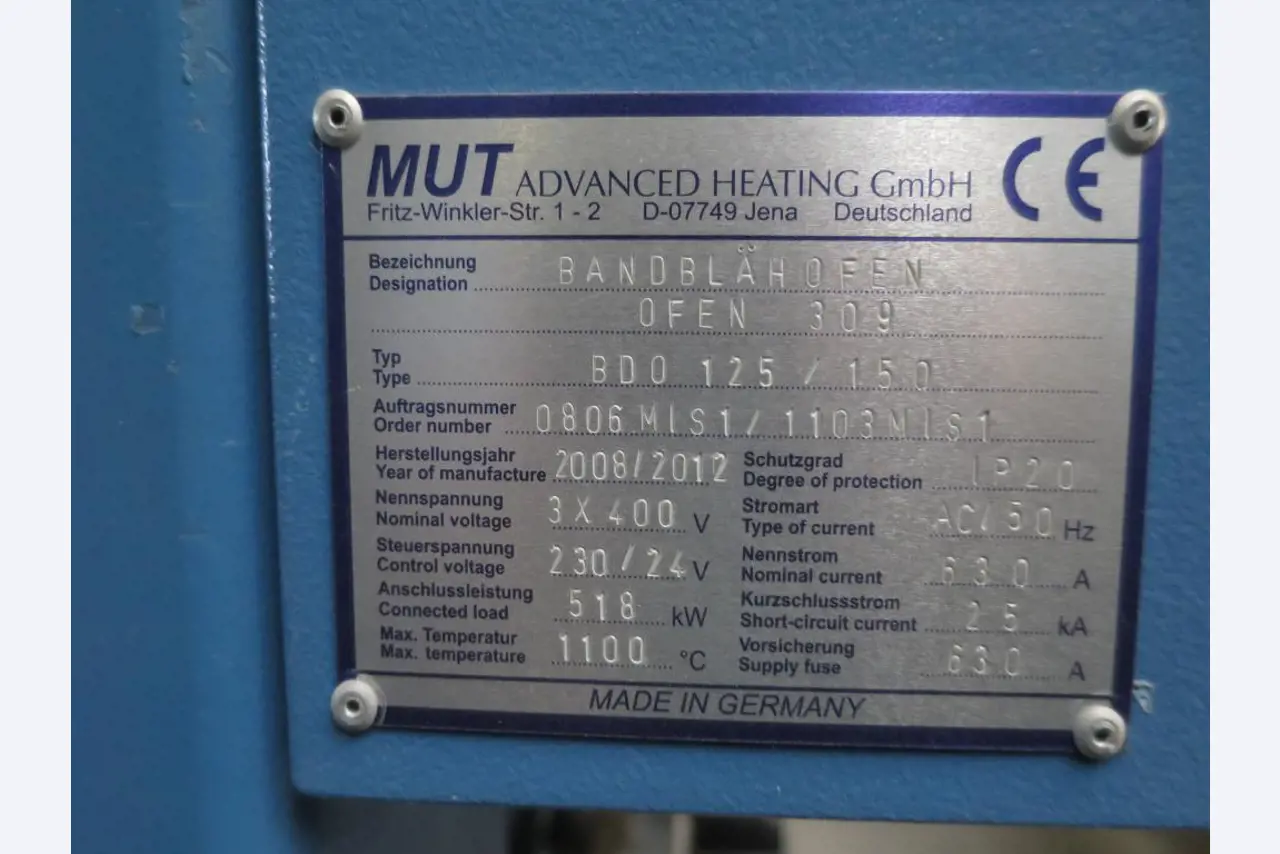 MUT ADVANCED HEATING GmbH CE
Fritz-Winkler-Str. 1 - 2 D-07749 Jena Deutschland
Bezeichnung
Designation BANDBLÄHOFEN
OFEN 309
Typ
Type BDO 125 / 150
Auftragsnummer
Order number 0806MIS1/1103MIS1
Herstellungsjahr
Year of manufacture 2008/2012
Schutzgrad
Degree of protection IP20
Nennspannung
Nominal voltage 3 X 400 V
Stromart
Type of current AC/50 Hz
Steuerspannung
Control voltage 230/24 V
Nennstrom
Nominal current 630 A
Anschlussleistung
Connected load 518 kW
Kurzschlussstrom
Short-circuit current 25 kA
Max. Temperatur
Max. temperature 1100 °C
Vorsicherung
Supply fuse 630 A
MADE IN GERMANY